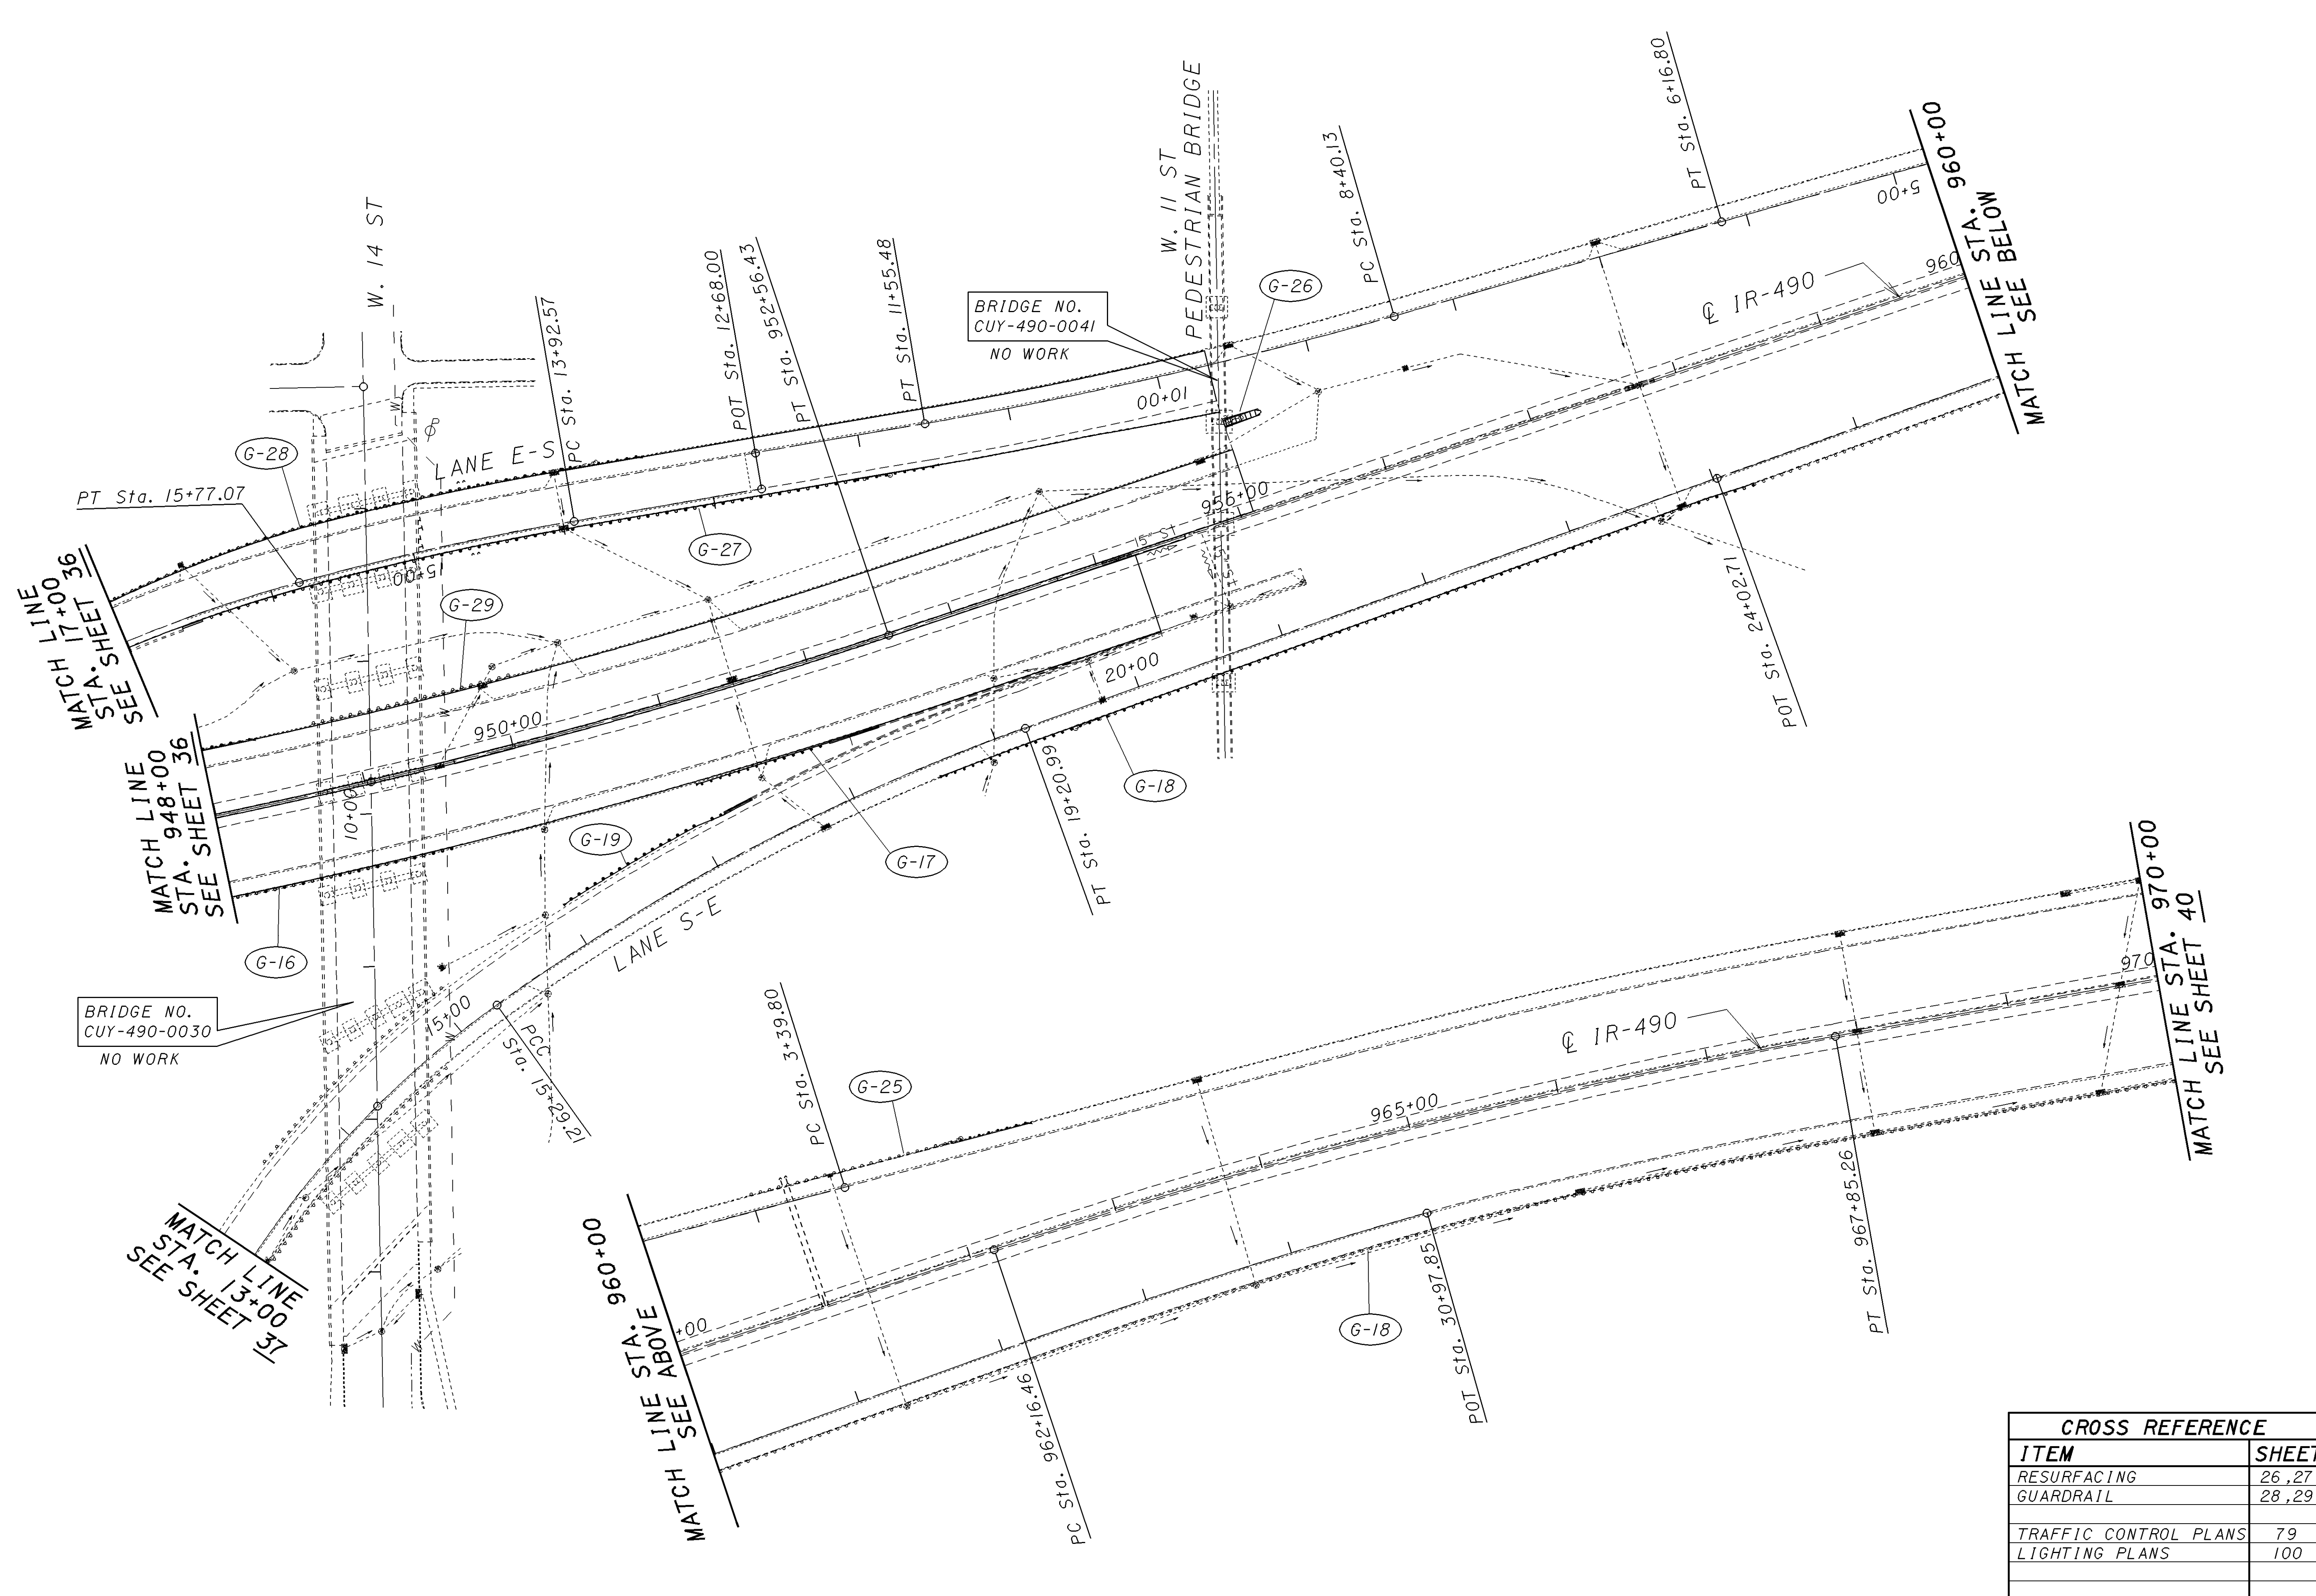 W. 14 ST
W. 11 ST
PEDESTRIAN BRIDGE
PT Sta. 6+16.80
PC Sta. 8+40.13
MATCH LINE STA. 960+00
SEE BELOW
5+00
960
℄ IR-490
G-26
BRIDGE NO.
CUY-490-0041
NO WORK
PT Sta. 11+55.48
PT Sta. 952+56.43
POT Sta. 12+68.00
PC Sta. 13+92.57
10+00
LANE E-S
G-28
PT Sta. 15+77.07
G-27
15+00
G-29
955+00
15" ST
MATCH LINE
STA. 17+00
SEE SHEET 36
MATCH LINE
STA. 948+00
SEE SHEET 36
950+00
10+00
20+00
POT Sta. 24+02.71
G-18
G-19
G-17
PT Sta. 19+20.99
LANE S-E
G-16
BRIDGE NO.
CUY-490-0030
NO WORK
15+00
PCC
Sta. 15+29.21
MATCH LINE
STA. 13+00
SEE SHEET 37
PC Sta. 3+39.80
G-25
965+00
℄ IR-490
970
MATCH LINE STA. 970+00
SEE SHEET 40
MATCH LINE STA. 960+00
SEE ABOVE
+00
PC Sta. 962+16.46
G-18
POT Sta. 30+97.85
PT Sta. 967+85.26
CROSS REFERENCE
ITEM SHEET
RESURFACING 26,27
GUARDRAIL 28,29
TRAFFIC CONTROL PLANS 79
LIGHTING PLANS 100